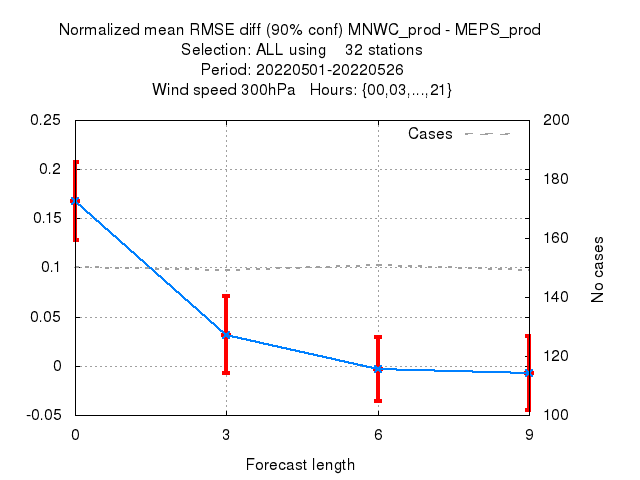 Normalized mean RMSE diff (90% conf) MNWC_prod - MEPS_prod
Selection: ALL using    32 stations
Period: 20220501-20220526
Wind speed 300hPa   Hours: {00,03,...,21}
0.25
0.2
0.15
0.1
0.05
0
-0.05
Cases
200
180
160
140
120
100
No cases
0 3 6 9
Forecast length